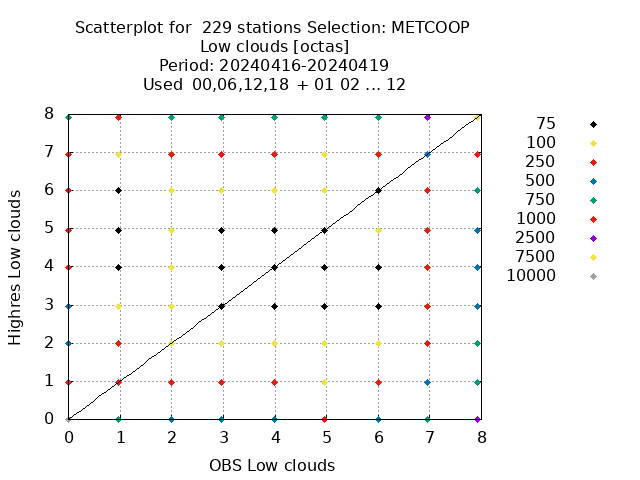 Scatterplot for  229 stations Selection: METCOOP
Low clouds [octas]
Period: 20240416-20240419
Used  00,06,12,18  + 01 02 ... 12
Highres Low clouds
8
7
6
5
4
3
2
1
0
0 1 2 3 4 5 6 7 8
OBS Low clouds
75
100
250
500
750
1000
2500
7500
10000